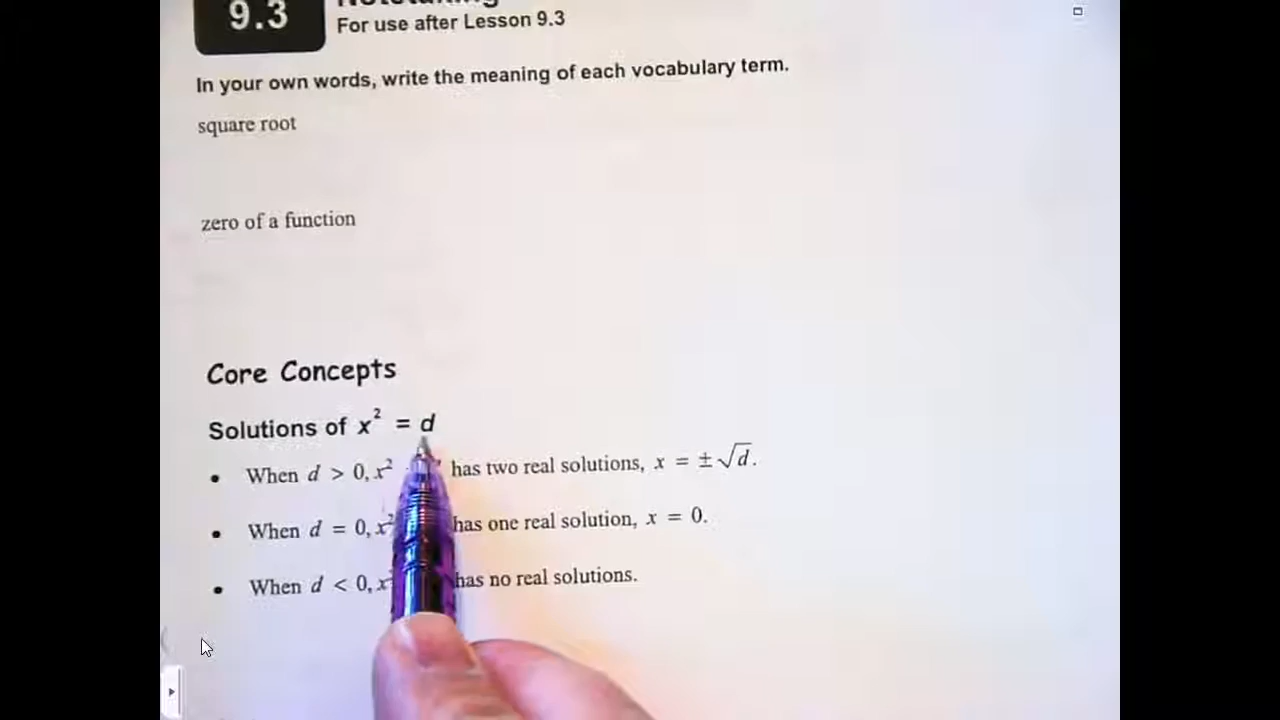 9.3
For use after Lesson 9.3
In your own words, write the meaning of each vocabulary term.
square root
zero of a function
Core Concepts
Solutions of x² = d
• When d > 0, x² has two real solutions, x = ±√d.
• When d = 0, x² has one real solution, x = 0.
• When d < 0, x² has no real solutions.